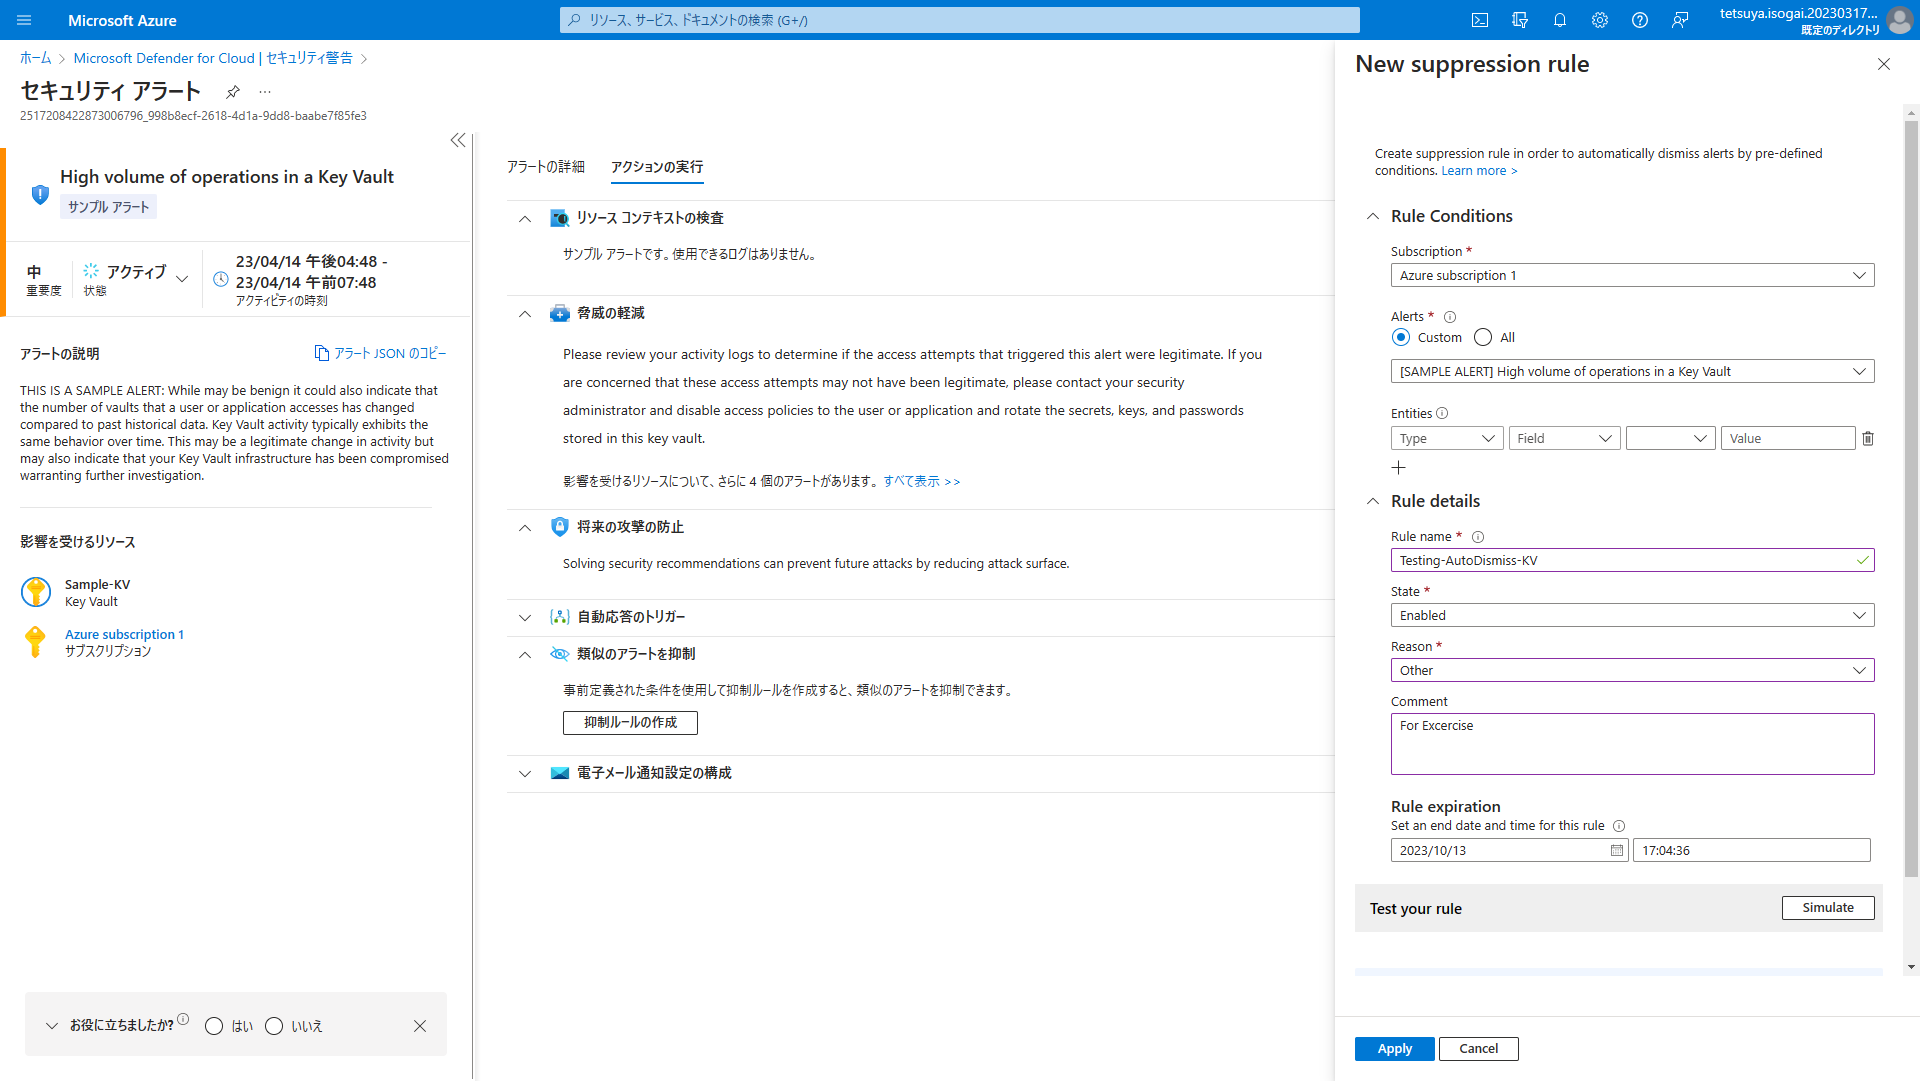 Microsoft Azure
リソース、サービス、ドキュメントの検索 (G+/)
tetsuya.isogai.20230317...
既定のディレクトリ
ホーム
Microsoft Defender for Cloud | セキュリティ警告
セキュリティ アラート
...
2517208422873006796_998b8ecf-2618-4d1a-9dd8-baabe7f85fe3
High volume of operations in a Key Vault
サンプル アラート
中
重要度
アクティブ
状態
23/04/14 午後04:48 -
23/04/14 午前07:48
アクティビティの時刻
アラートの説明
アラート JSON のコピー
THIS IS A SAMPLE ALERT: While may be benign it could also indicate that
the number of vaults that a user or application accesses has changed
compared to past historical data. Key Vault activity typically exhibits the
same behavior over time. This may be a legitimate change in activity but
may also indicate that your Key Vault infrastructure has been compromised
warranting further investigation.
影響を受けるリソース
Sample-KV
Key Vault
Azure subscription 1
サブスクリプション
お役に立ちましたか?
はい
いいえ
アラートの詳細
アクションの実行
リソース コンテキストの検査
サンプル アラートです。使用できるログはありません。
脅威の軽減
Please review your activity logs to determine if the access attempts that triggered this alert were legitimate. If you
are concerned that these access attempts may not have been legitimate, please contact your security
administrator and disable access policies to the user or application and rotate the secrets, keys, and passwords
stored in this key vault.
影響を受けるリソースについて、さらに 4 個のアラートがあります。 すべて表示 >>
将来の攻撃の防止
Solving security recommendations can prevent future attacks by reducing attack surface.
自動応答のトリガー
類似のアラートを抑制
事前定義された条件を使用して抑制ルールを作成すると、類似のアラートを抑制できます。
抑制ルールの作成
電子メール通知設定の構成
New suppression rule
Create suppression rule in order to automatically dismiss alerts by pre-defined
conditions. Learn more >
Rule Conditions
Subscription *
Azure subscription 1
Alerts *
Custom
All
[SAMPLE ALERT] High volume of operations in a Key Vault
Entities
Type
Field
Value
Rule details
Rule name *
Testing-AutoDismiss-KV
State *
Enabled
Reason *
Other
Comment
For Excercise
Rule expiration
Set an end date and time for this rule
2023/10/13
17:04:36
Test your rule
Simulate
Apply
Cancel